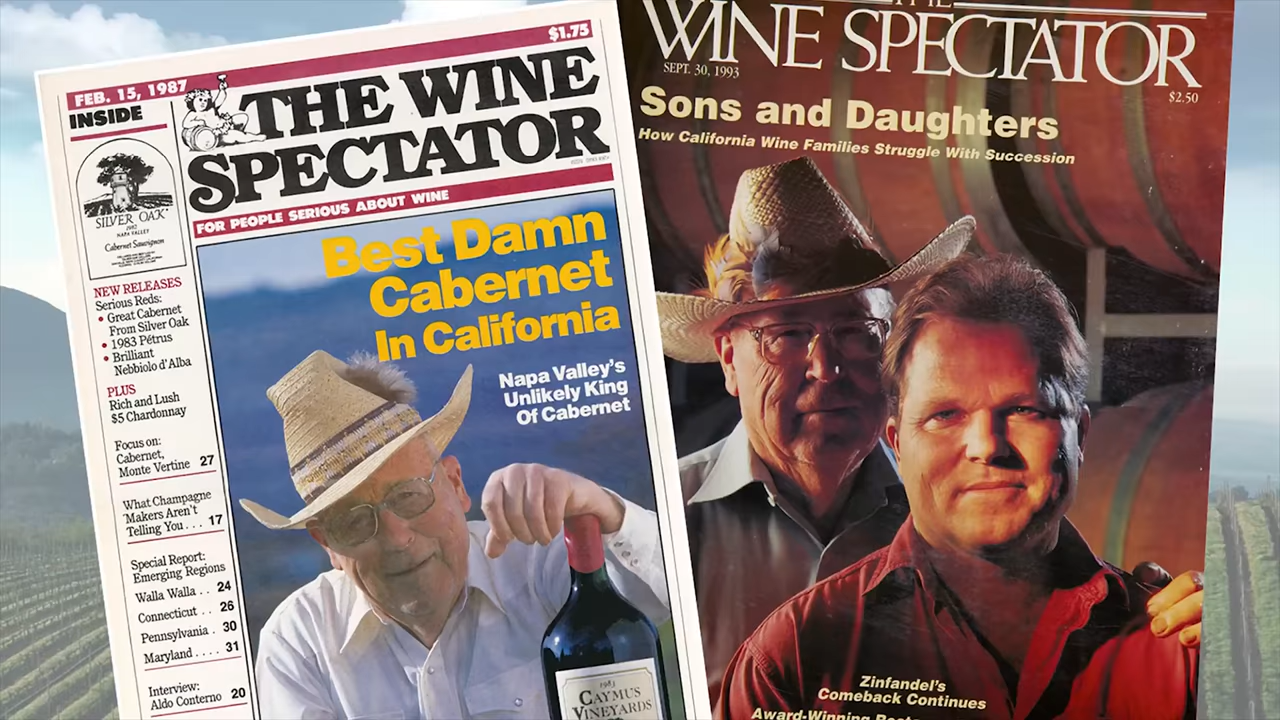 FEB. 15, 1987
$1.75
INSIDE
THE WINE
SPECTATOR
FOR PEOPLE SERIOUS ABOUT WINE
SILVER OAK
1982
NAPA VALLEY
Cabernet Sauvignon
NEW RELEASES
Serious Reds:
• Great Cabernet
From Silver Oak
• 1983 Pétrus
• Brilliant
Nebbiolo d'Alba
PLUS
Rich and Lush
$5 Chardonnay
Focus on:
Cabernet,
Monte Vertine 27
What Champagne
Makers Aren't
Telling You . . . 17
Special Report:
Emerging Regions
Walla Walla . . 24
Connecticut . . 26
Pennsylvania . 30
Maryland . . . . 31
Interview:
Aldo Conterno 20
Best Damn
Cabernet
In California
Napa Valley's
Unlikely King
Of Cabernet
1983
CAYMUS
VINEYARDS
THE
WINE SPECTATOR
SEPT. 30, 1993
$2.50
Sons and Daughters
How California Wine Families Struggle With Succession
Zinfandel's
Comeback Continues
Award-Winning